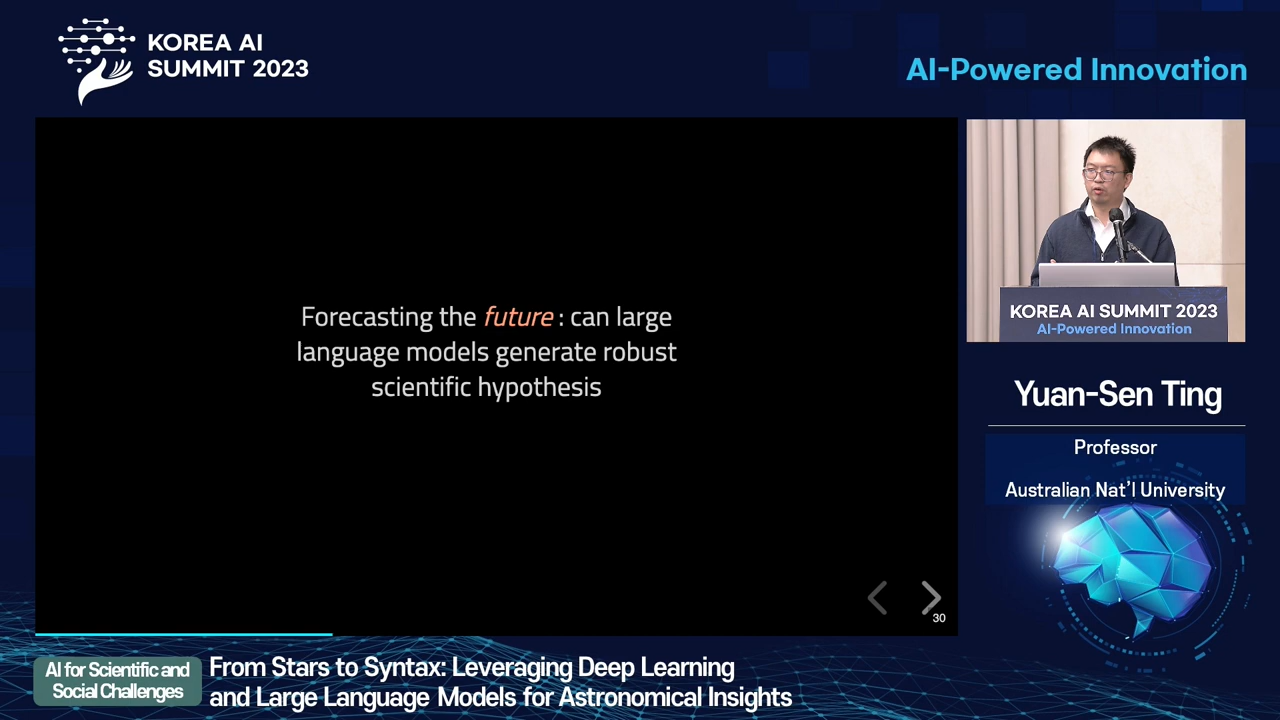 KOREA AI
SUMMIT 2023
AI-Powered Innovation
Forecasting the future : can large
language models generate robust
scientific hypothesis
30
KOREA AI SUMMIT 2023
AI-Powered Innovation
Yuan-Sen Ting
Professor
Australian Nat'l University
AI for Scientific and
Social Challenges
From Stars to Syntax: Leveraging Deep Learning
and Large Language Models for Astronomical Insights